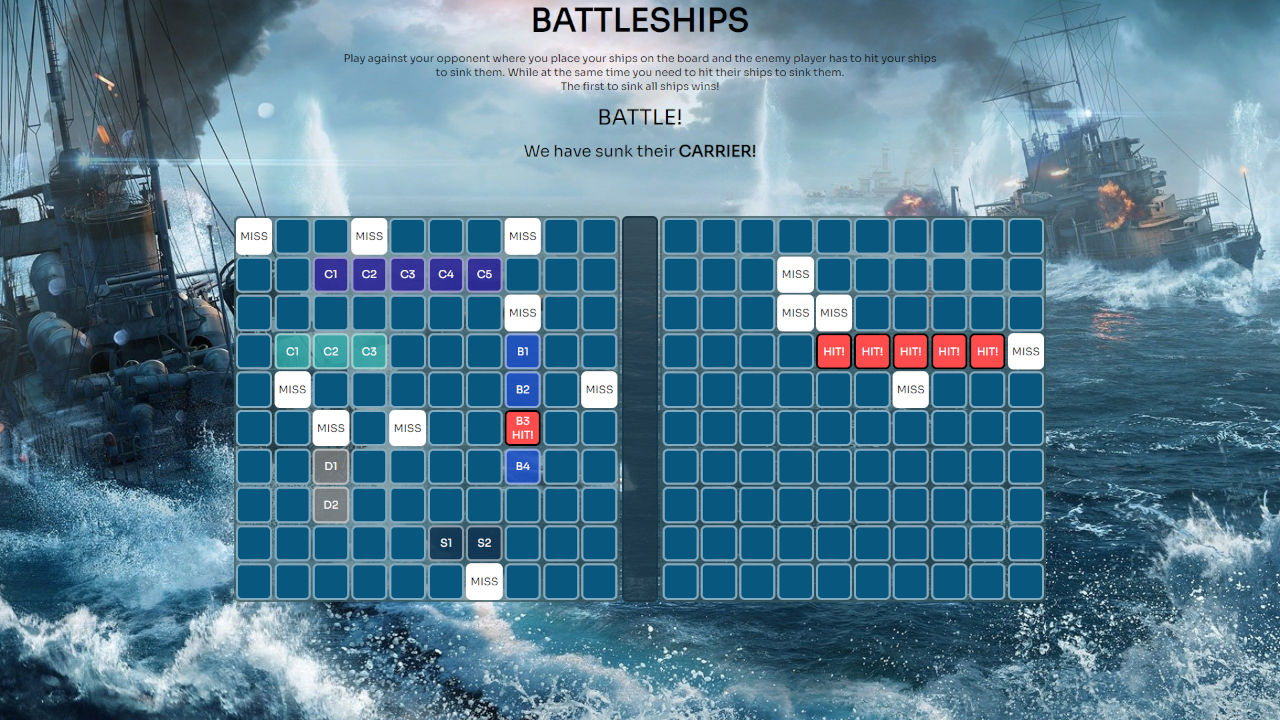 BATTLESHIPS
Play against your opponent where you place your ships on the board and the enemy player has to hit your ships
to sink them. While at the same time you need to hit their ships to sink them.
The first to sink all ships wins!
BATTLE!
We have sunk their CARRIER!
MISS MISS MISS
C1 C2 C3 C4 C5 MISS
MISS MISS MISS
C1 C2 C3 B1 HIT! HIT! HIT! HIT! HIT! MISS
MISS B2 MISS MISS
MISS MISS B3
HIT!
D1 B4
D2
S1 S2
MISS